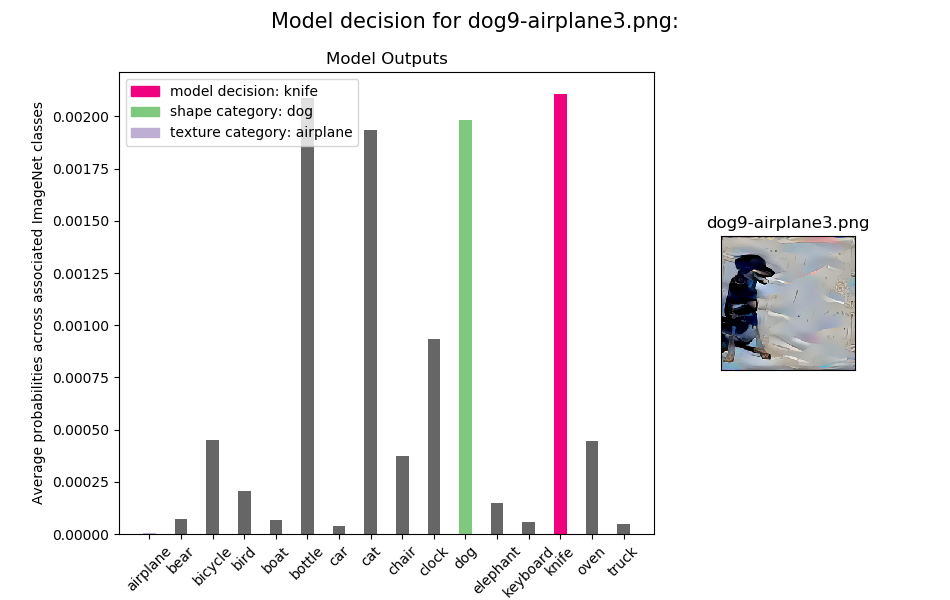 Model decision for dog9-airplane3.png:
Model Outputs
model decision: knife
shape category: dog
texture category: airplane
Average probabilities across associated ImageNet classes
0.00200
0.00175
0.00150
0.00125
0.00100
0.00075
0.00050
0.00025
0.00000
airplane
bear
bicycle
bird
boat
bottle
car
cat
chair
clock
dog
elephant
keyboard
knife
oven
truck
dog9-airplane3.png